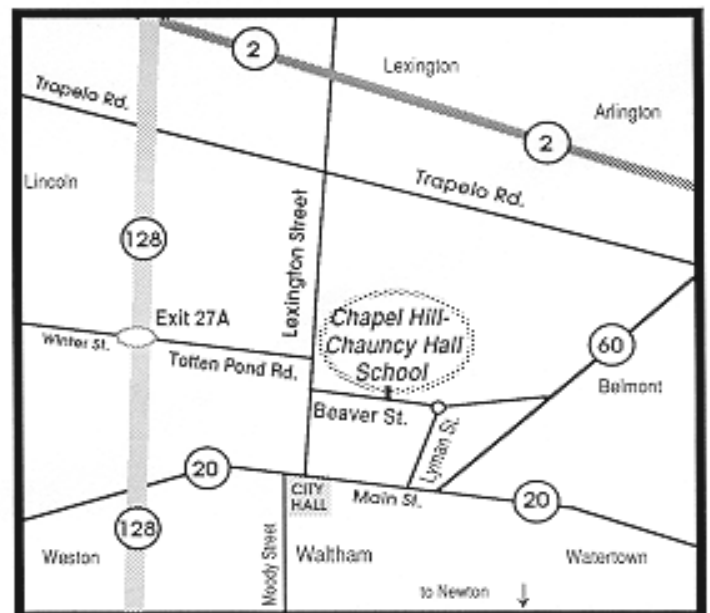 2
Lexington
Trapelo Rd.
Arlington
2
Lincoln
Trapelo Rd.
128
Lexington Street
Exit 27A
Chapel Hill-
Chauncy Hall
School
Winter St.
Totten Pond Rd.
60
Belmont
Beaver St.
Lyman St.
20
CITY
HALL
Main St.
20
128
Weston
Moody Street
Waltham
Watertown
to Newton